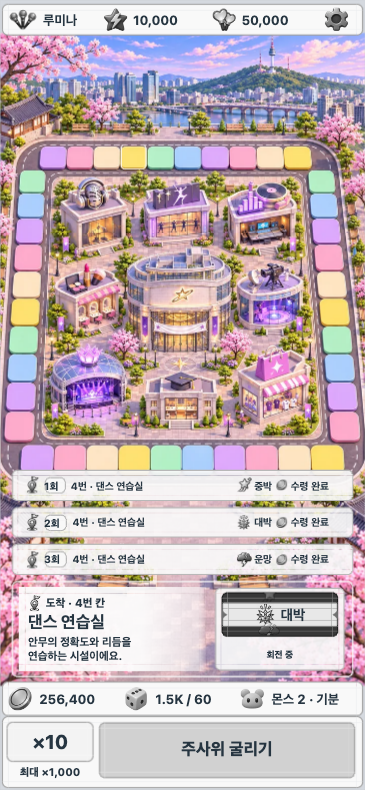 루미나 10,000 50,000
1회 4번 · 댄스 연습실 중박 수령 완료
2회 4번 · 댄스 연습실 대박 수령 완료
3회 4번 · 댄스 연습실 운망 수령 완료
도착 · 4번 칸
댄스 연습실
안무의 정확도와 리듬을
연습하는 시설이에요.
대박
회전 중
256,400 1.5K / 60 몬스 2 · 기분
×10
최대 ×1,000
주사위 굴리기